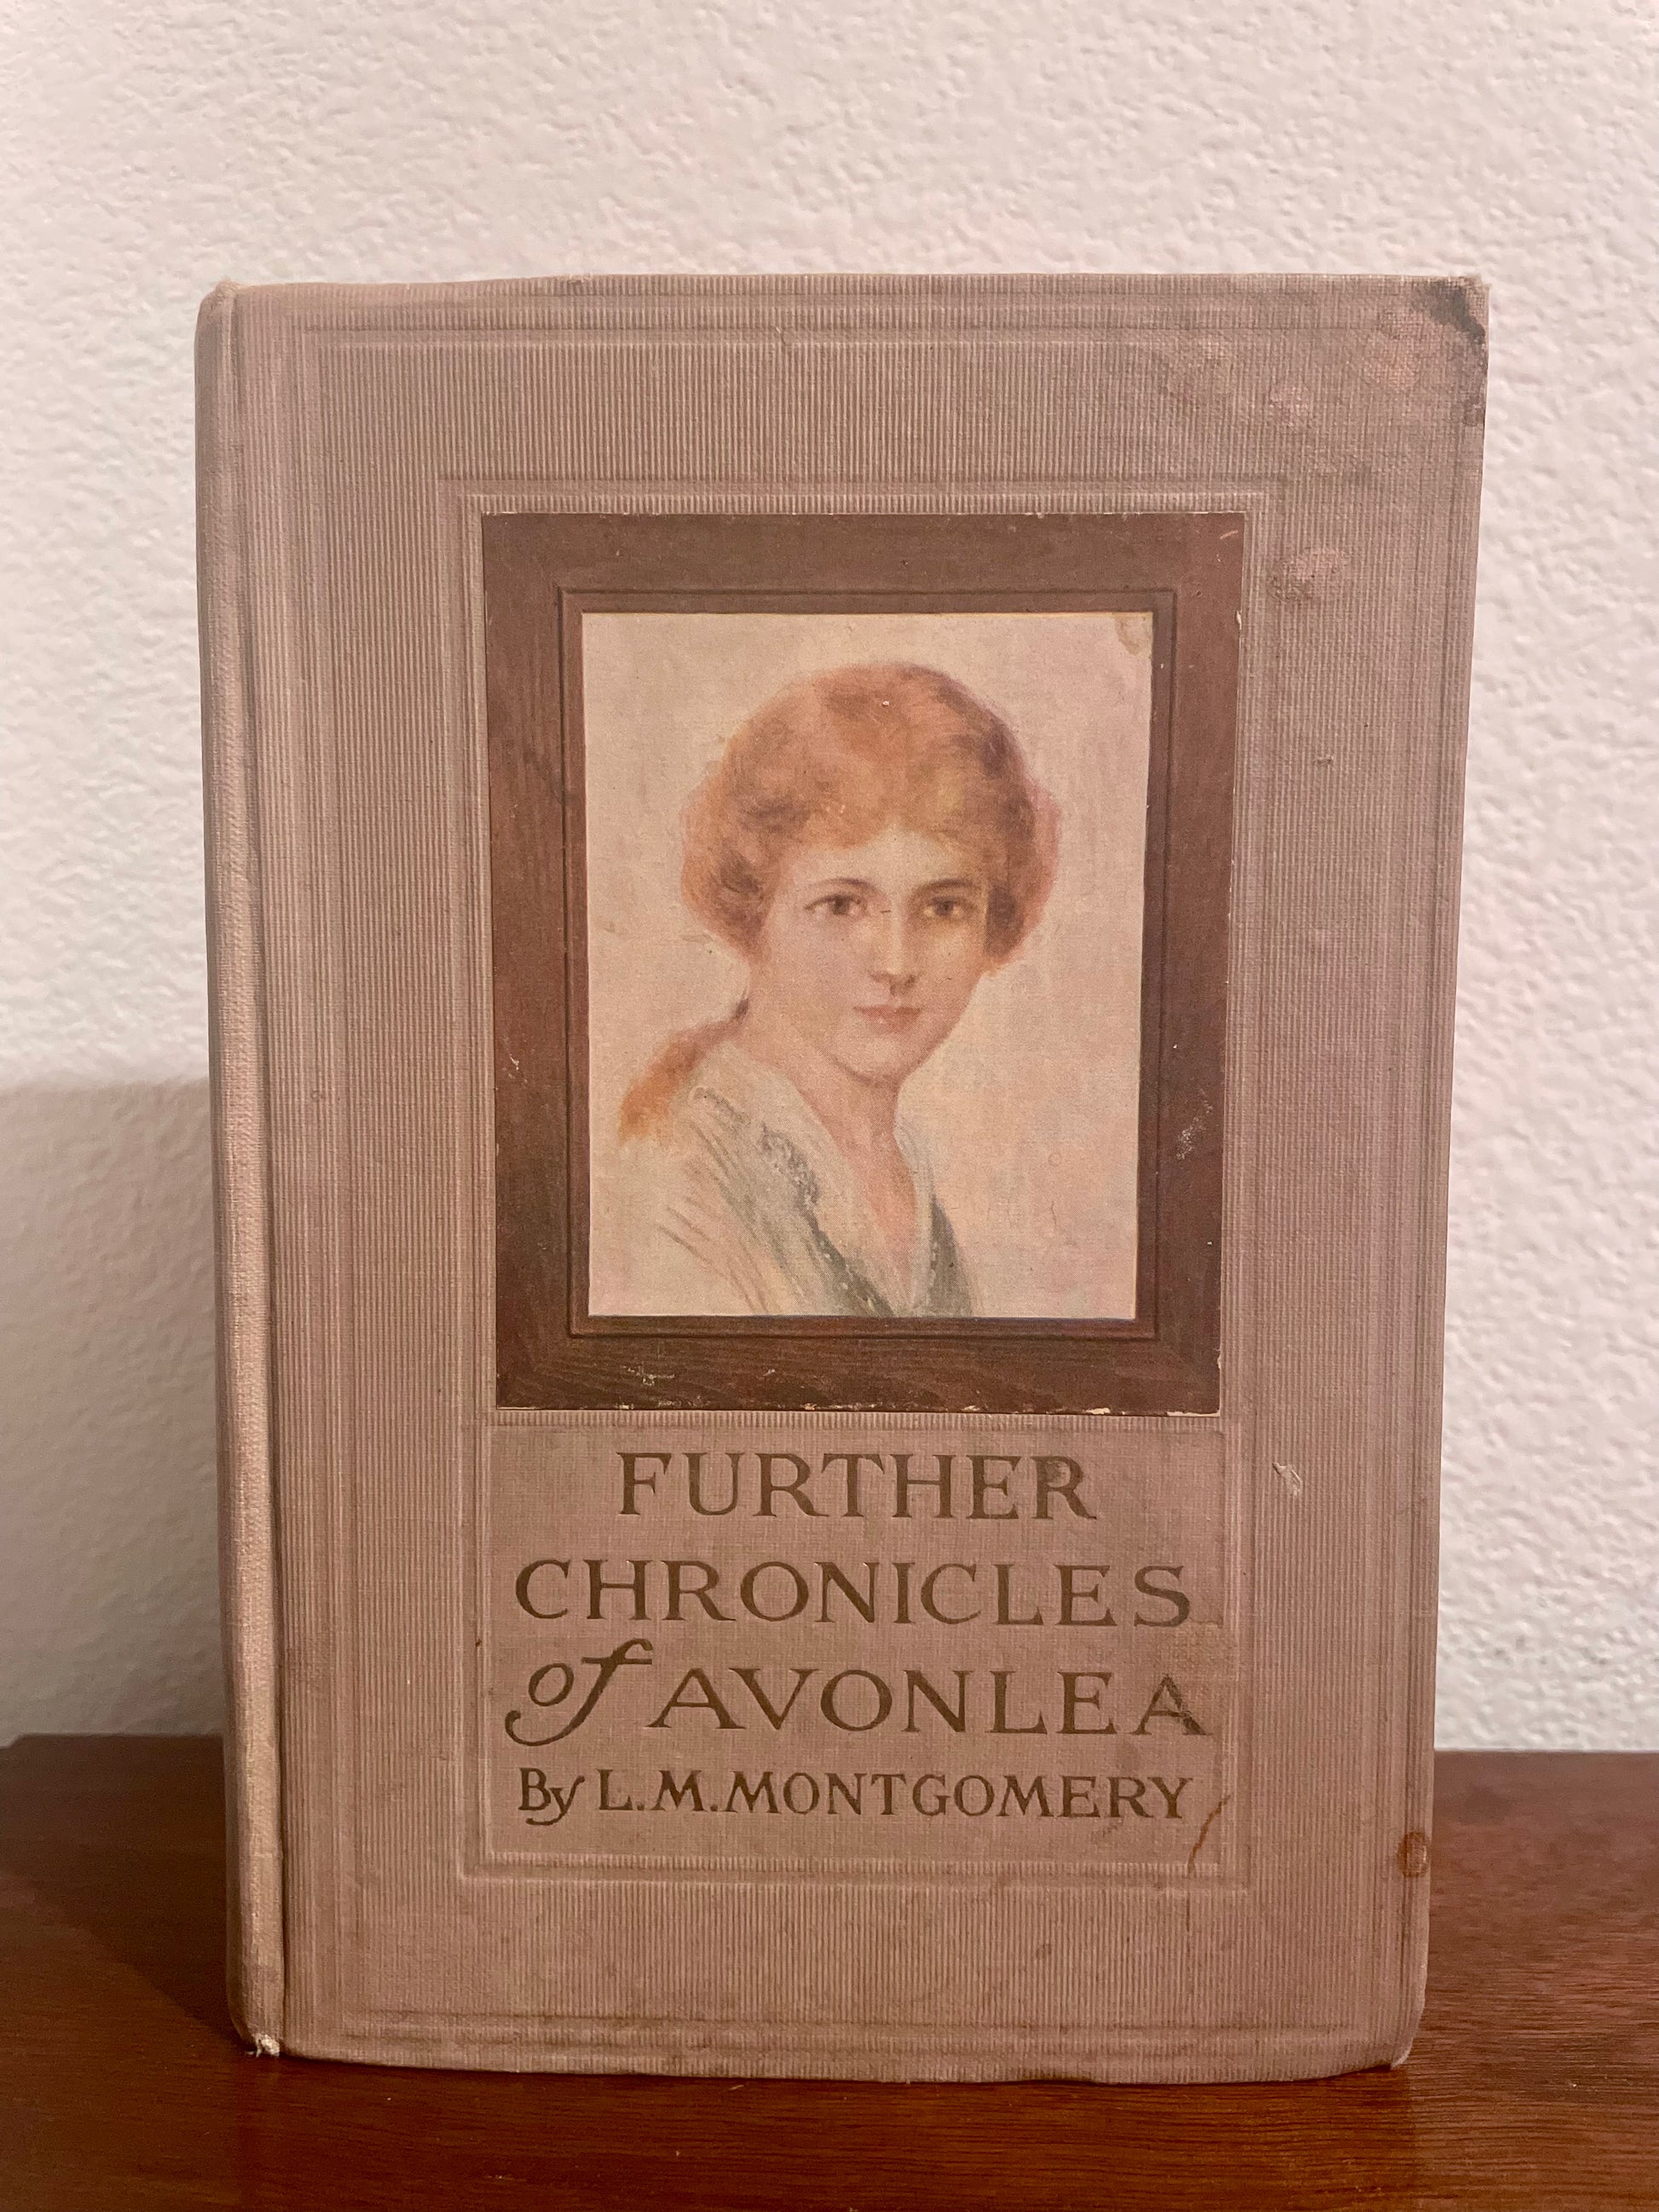 FURTHER
CHRONICLES
of AVONLEA
By L.M.MONTGOMERY